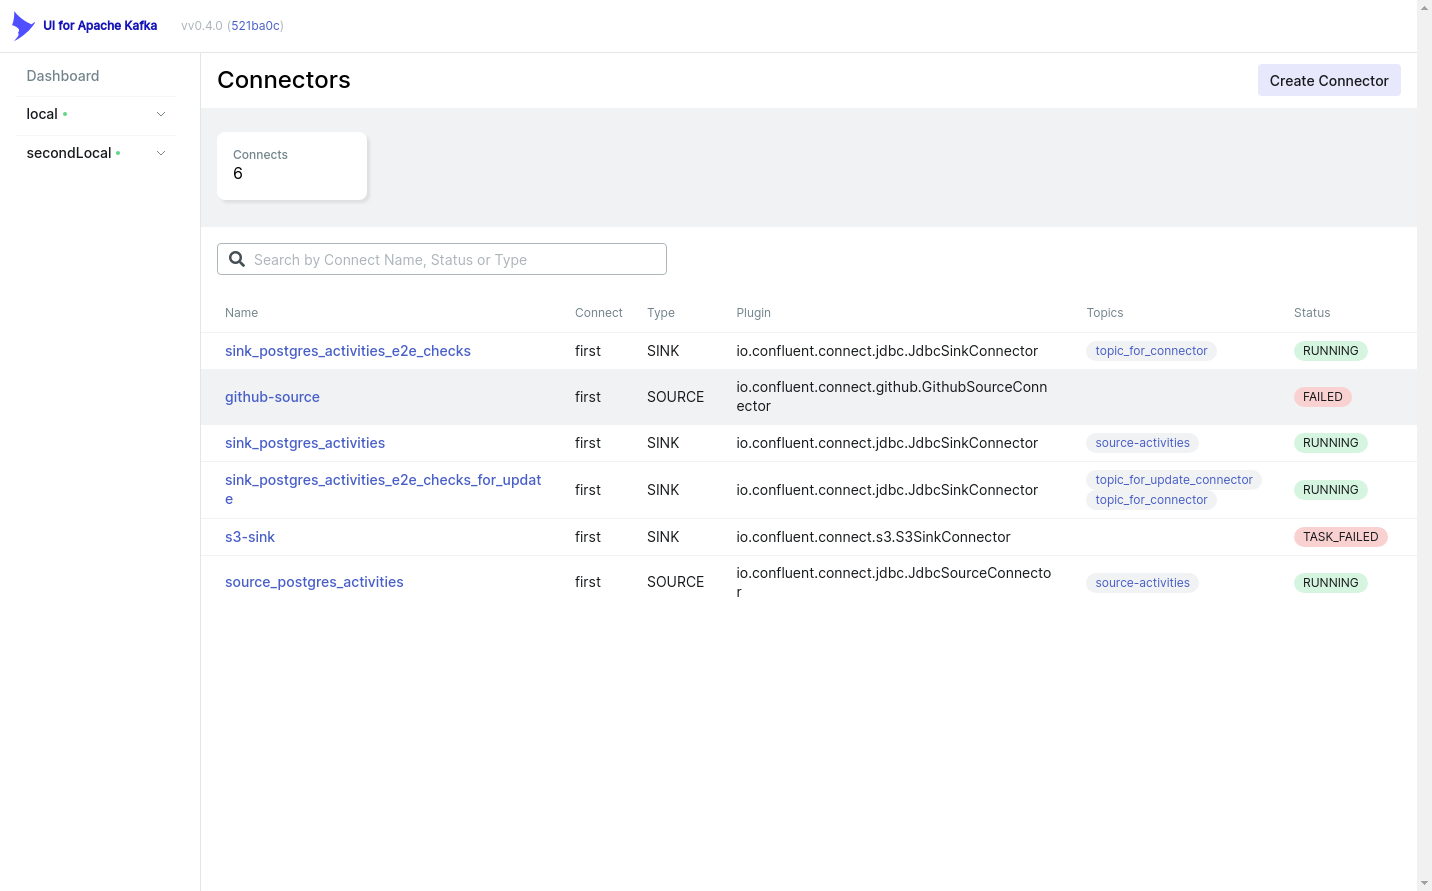 UI for Apache Kafka
vv0.4.0 (521ba0c)
Dashboard
local
secondLocal
Connectors
Create Connector
Connects
6
Search by Connect Name, Status or Type
Name Connect Type Plugin Topics Status
sink_postgres_activities_e2e_checks first SINK io.confluent.connect.jdbc.JdbcSinkConnector topic_for_connector RUNNING
github-source first SOURCE io.confluent.connect.github.GithubSourceConn
ector
FAILED
sink_postgres_activities first SINK io.confluent.connect.jdbc.JdbcSinkConnector source-activities RUNNING
sink_postgres_activities_e2e_checks_for_updat
e
first SINK io.confluent.connect.jdbc.JdbcSinkConnector
topic_for_update_connector
topic_for_connector
RUNNING
s3-sink first SINK io.confluent.connect.s3.S3SinkConnector TASK_FAILED
source_postgres_activities first SOURCE io.confluent.connect.jdbc.JdbcSourceConnecto
r
source-activities RUNNING